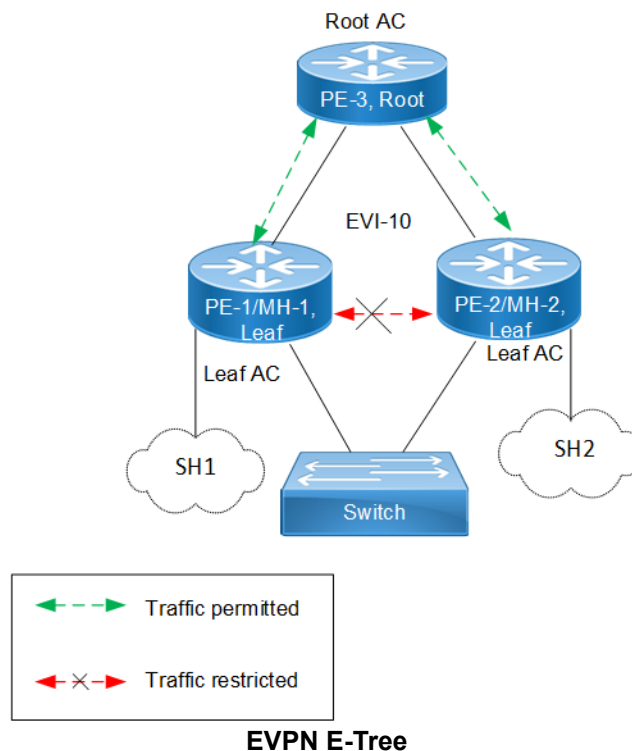 Root AC
PE-3, Root
EVI-10
PE-1/MH-1,
Leaf
PE-2/MH-2,
Leaf
Leaf AC
Leaf AC
SH1
SH2
Switch
Traffic permitted
Traffic restricted
EVPN E-Tree